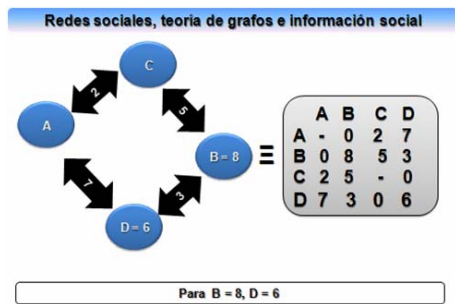 Redes sociales, teoria de grafos e información social
C
2
5
A
B = 8
7
3
D = 6
≡
A B C D
A - 0 2 7
B 0 8 5 3
C 2 5 - 0
D 7 3 0 6
Para B = 8, D = 6